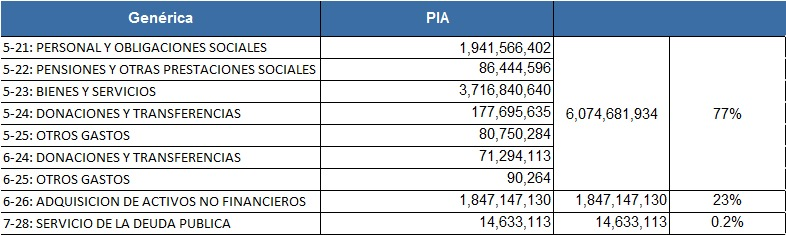 Genérica PIA
5-21: PERSONAL Y OBLIGACIONES SOCIALES 1,941,566,402
5-22: PENSIONES Y OTRAS PRESTACIONES SOCIALES 86,444,596
5-23: BIENES Y SERVICIOS 3,716,840,640
5-24: DONACIONES Y TRANSFERENCIAS 177,695,635 6,074,681,934 77%
5-25: OTROS GASTOS 80,750,284
6-24: DONACIONES Y TRANSFERENCIAS 71,294,113
6-25: OTROS GASTOS 90,264
6-26: ADQUISICION DE ACTIVOS NO FINANCIEROS 1,847,147,130 1,847,147,130 23%
7-28: SERVICIO DE LA DEUDA PUBLICA 14,633,113 14,633,113 0.2%